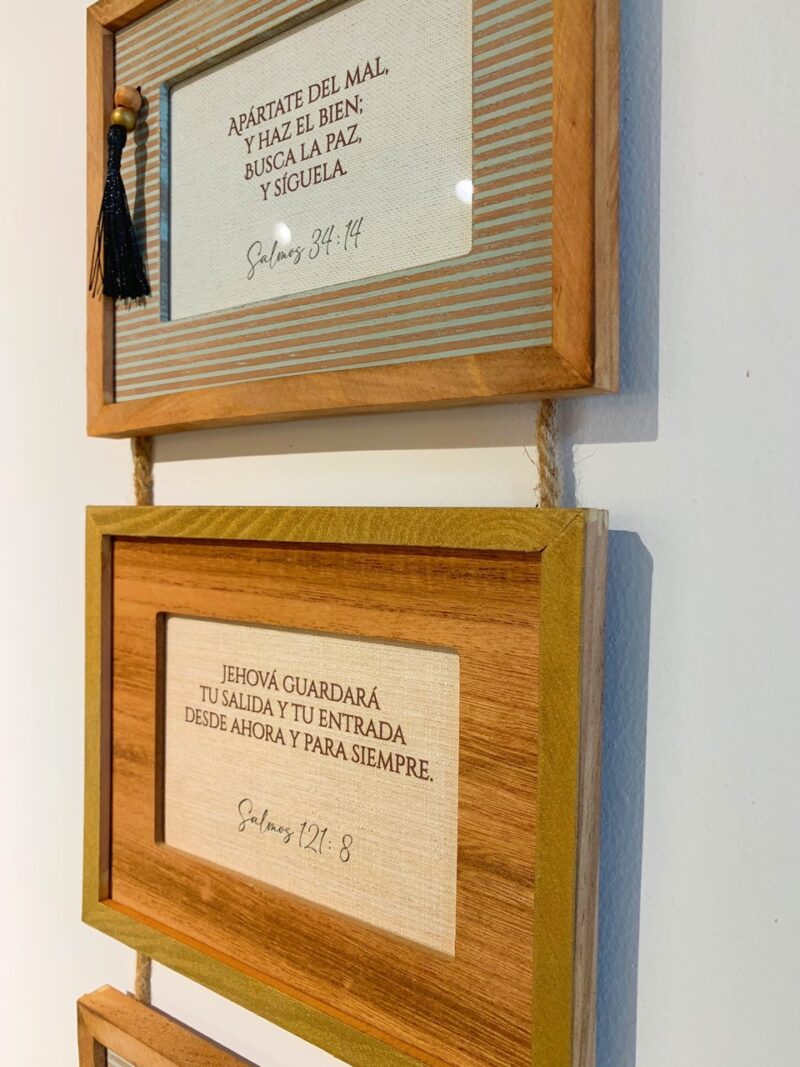 APÁRTATE DEL MAL,
Y HAZ EL BIEN;
BUSCA LA PAZ,
Y SÍGUELA.
Salmos 34:14
JEHOVÁ GUARDARÁ
TU SALIDA Y TU ENTRADA
DESDE AHORA Y PARA SIEMPRE.
Salmos 121: 8